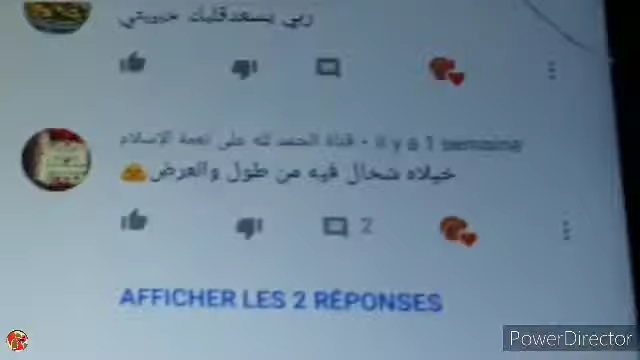 ربي يسعدقلبك حبيبتي
قناة الحمد لله على نعمة الإسلام - il y a 1 semaine
خيلاه شحال فيه من طول والعرض🤗
2
AFFICHER LES 2 RÉPONSES
PowerDirector